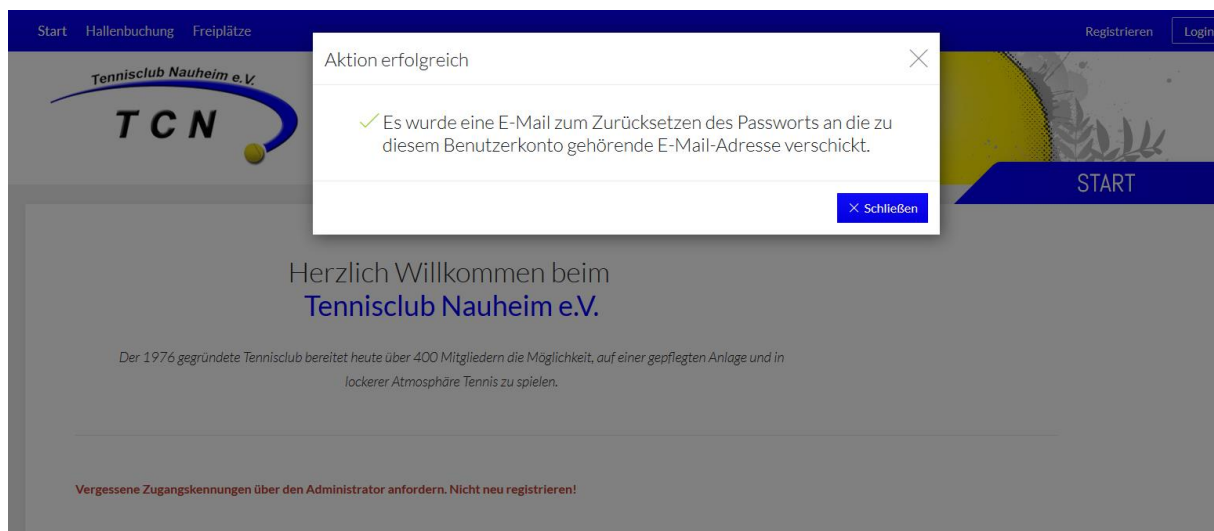 Start Hallenbuchung Freiplätze
Registrieren Login
Tennisclub Nauheim e.V.
TCN
Aktion erfolgreich
Es wurde eine E-Mail zum Zurücksetzen des Passworts an die zu
diesem Benutzerkonto gehörende E-Mail-Adresse verschickt.
Schließen
START
Herzlich Willkommen beim
Tennisclub Nauheim e.V.
Der 1976 gegründete Tennisclub bereitet heute über 400 Mitgliedern die Möglichkeit, auf einer gepflegten Anlage und in
lockerer Atmosphäre Tennis zu spielen.
Vergessene Zugangskennungen über den Administrator anfordern. Nicht neu registrieren!